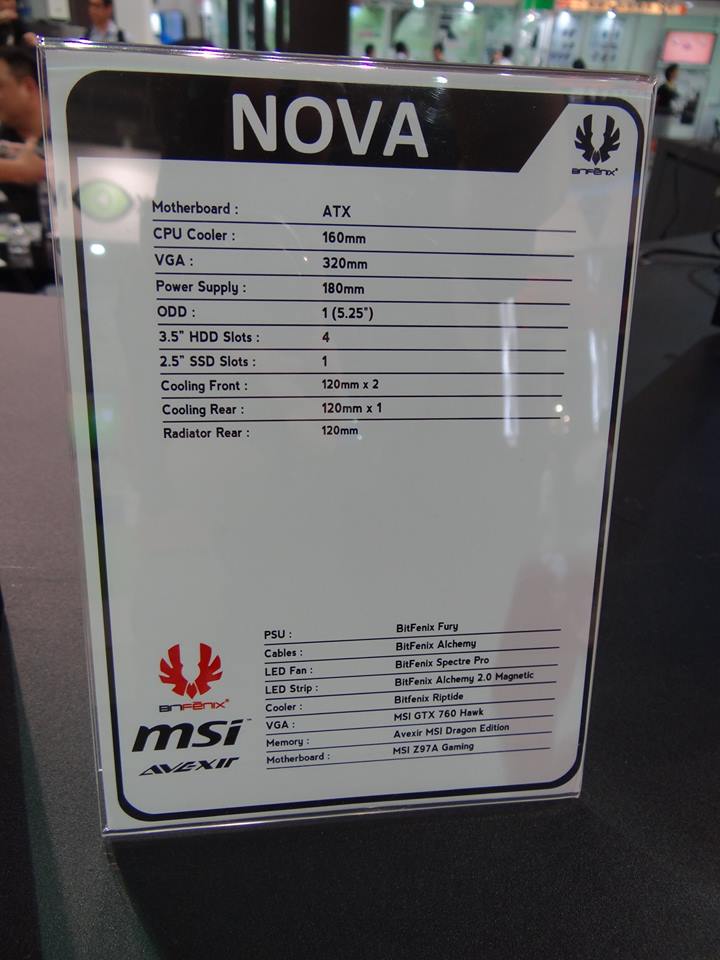 NOVA
BITFENIX
Motherboard : ATX
CPU Cooler : 160mm
VGA : 320mm
Power Supply : 180mm
ODD : 1 (5.25")
3.5" HDD Slots : 4
2.5" SSD Slots : 1
Cooling Front : 120mm x 2
Cooling Rear : 120mm x 1
Radiator Rear : 120mm
PSU : BitFenix Fury
Cables : BitFenix Alchemy
LED Fan : BitFenix Spectre Pro
LED Strip : BitFenix Alchemy 2.0 Magnetic
Cooler : Bitfenix Riptide
VGA : MSI GTX 760 Hawk
Memory : Avexir MSI Dragon Edition
Motherboard : MSI Z97A Gaming
BITFENIX
msi
AVEXIR